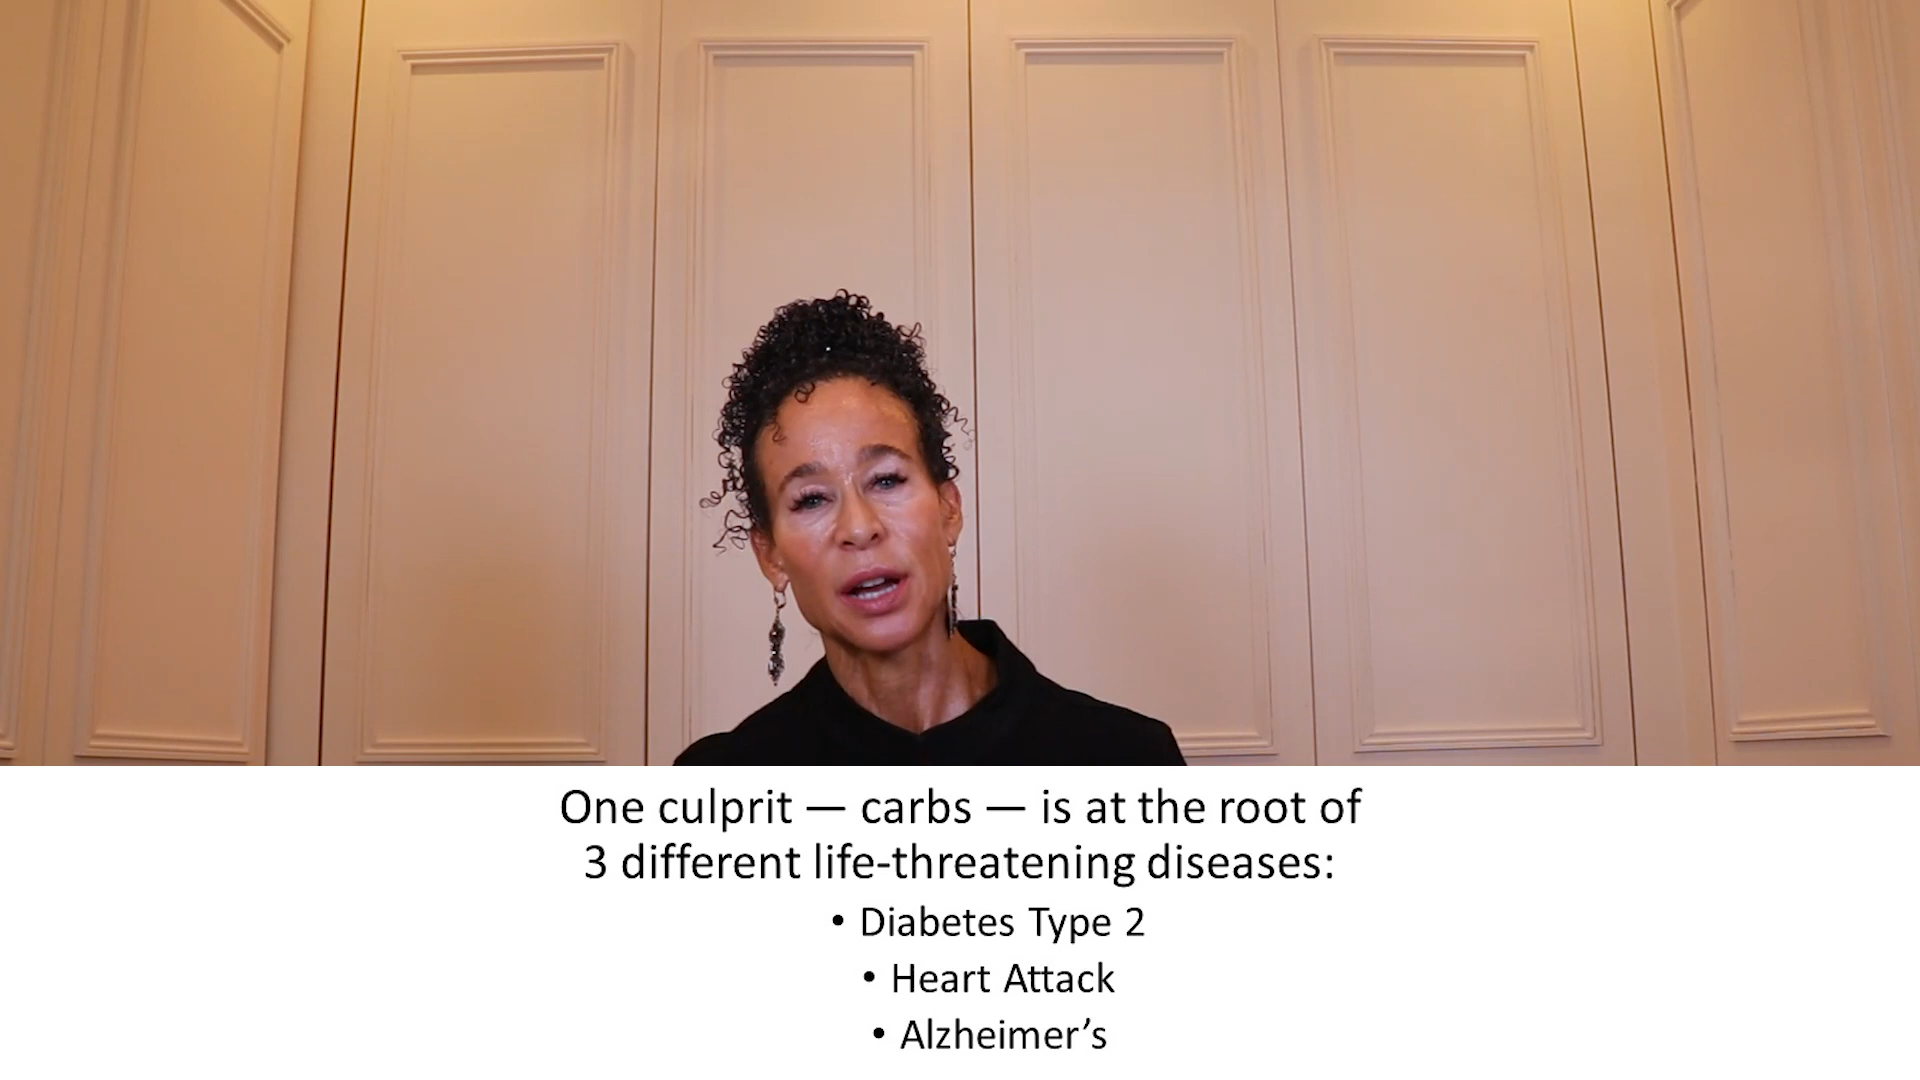 One culprit — carbs — is at the root of
3 different life-threatening diseases:
• Diabetes Type 2
• Heart Attack
• Alzheimer’s